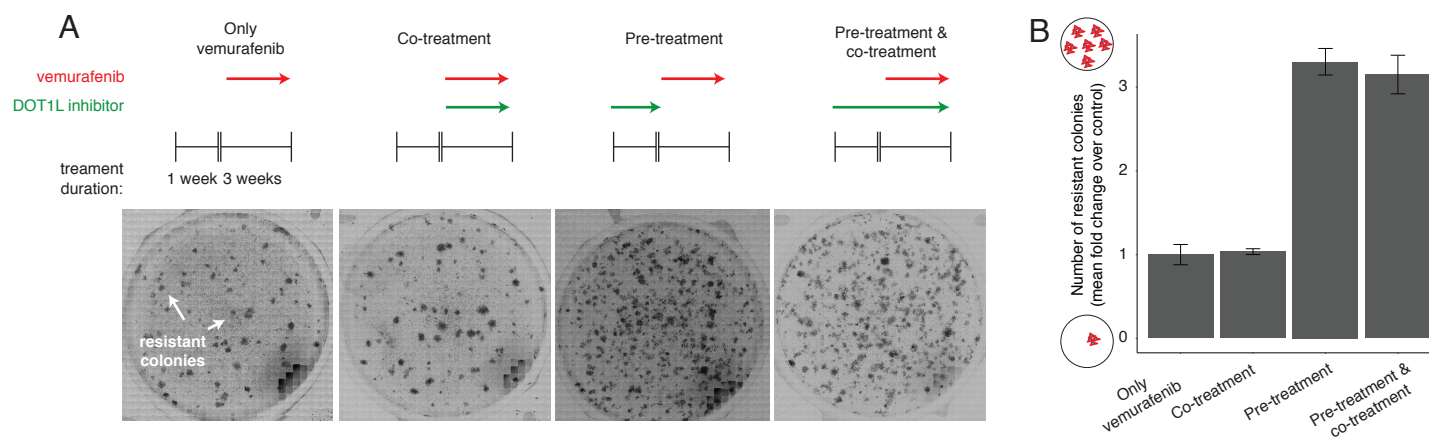 A
Only
vemurafenib
Co-treatment
Pre-treatment
Pre-treatment &
co-treatment
vemurafenib
DOT1L inhibitor
treament
duration:
1 week 3 weeks
resistant
colonies
B
Number of resistant colonies
(mean fold change over control)
3
2
1
0
Only
vemurafenib
Co-treatment
Pre-treatment
Pre-treatment &
co-treatment